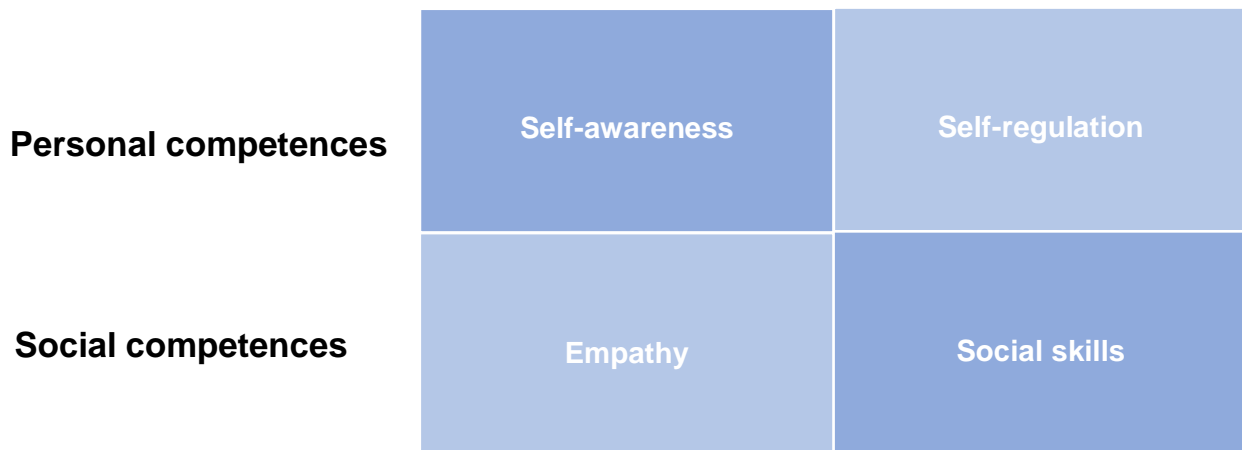 Personal competences
Self-awareness
Self-regulation
Social competences
Empathy
Social skills